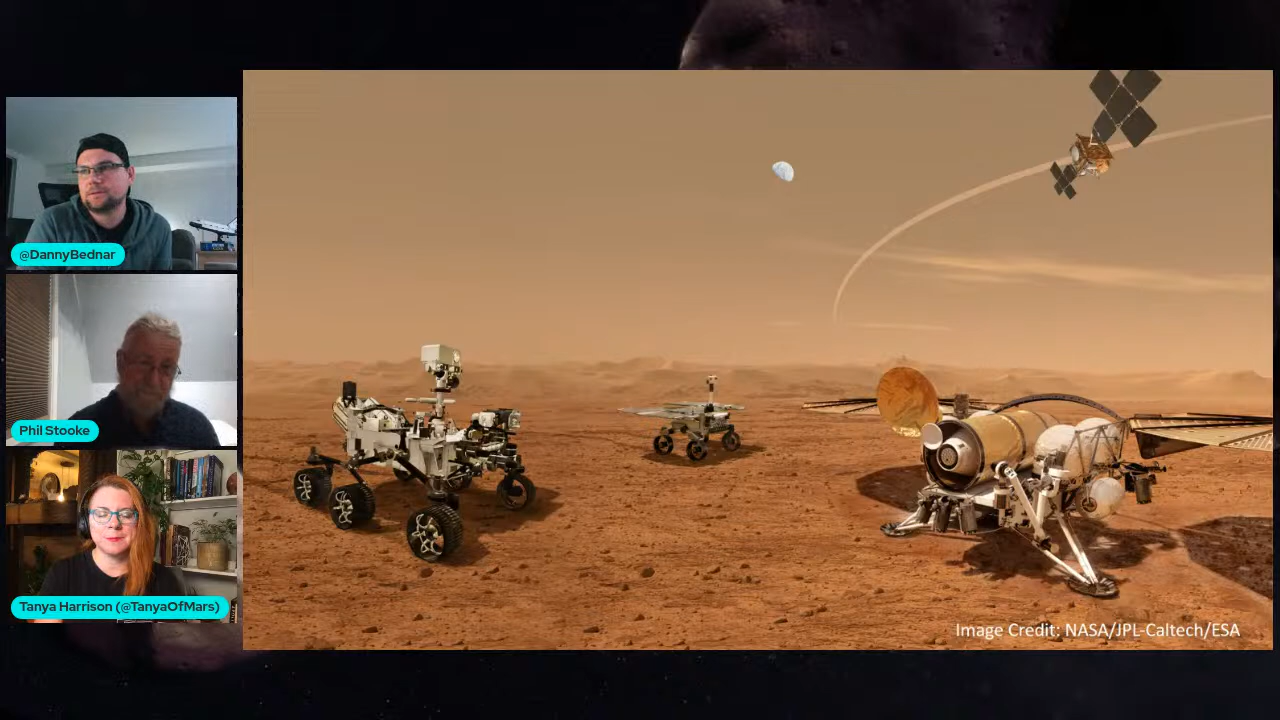 @DannyBednar
Phil Stooke
Tanya Harrison (@TanyaOfMars)
Image Credit: NASA/JPL-Caltech/ESA